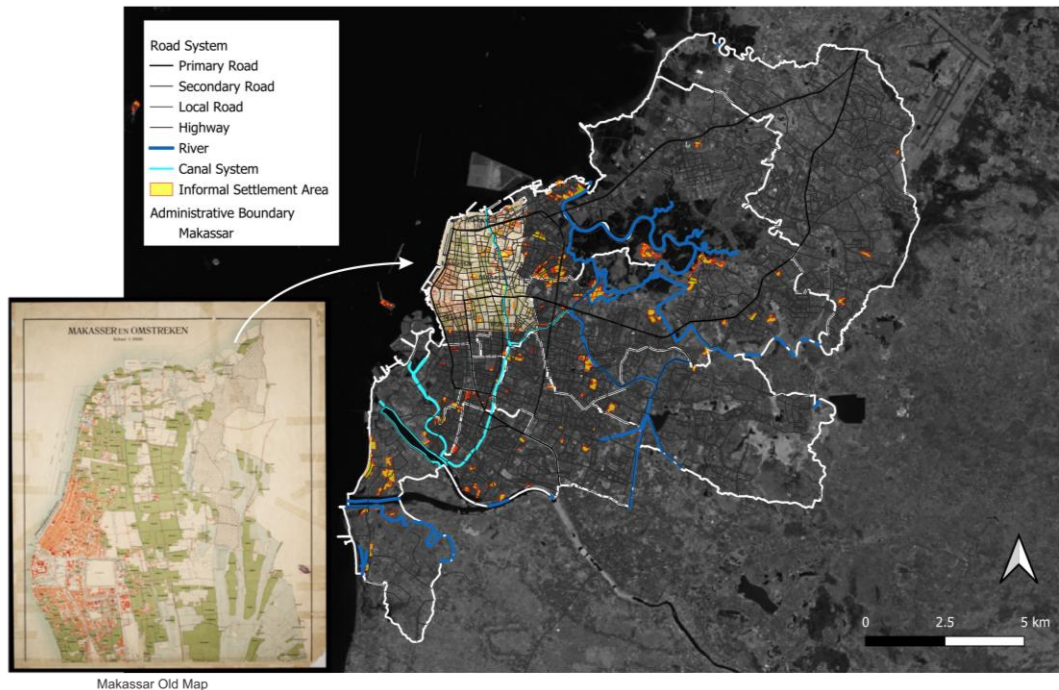 Road System
Primary Road
Secondary Road
Local Road
Highway
River
Canal System
Informal Settlement Area
Administrative Boundary
Makassar
MAKASSER EN OMSTREKEN
0 2.5 5 km
Makassar Old Map